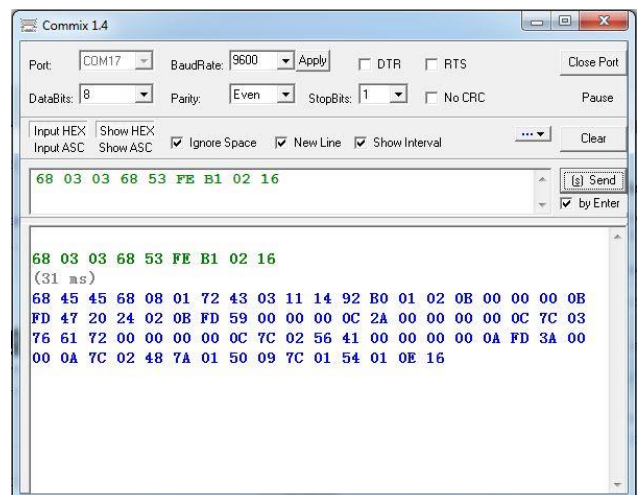 Commix 1.4
Port: COM17 BaudRate: 9600 Apply DTR RTS Close Port
DataBits: 8 Parity: Even StopBits: 1 No CRC Pause
Input HEX Show HEX
Input ASC Show ASC Ignore Space New Line Show Interval ... Clear
68 03 03 68 53 FE B1 02 16 (s) Send
by Enter
68 03 03 68 53 FE B1 02 16
(31 ms)
68 45 45 68 08 01 72 43 03 11 14 92 B0 01 02 0B 00 00 00 0B
FD 47 20 24 02 0B FD 59 00 00 00 0C 2A 00 00 00 00 0C 7C 03
76 61 72 00 00 00 00 0C 7C 02 56 41 00 00 00 00 0A FD 3A 00
00 0A 7C 02 48 7A 01 50 09 7C 01 54 01 0E 16